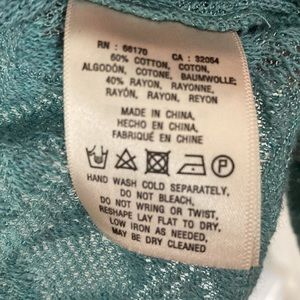 RN : 66170 CA : 32054
60% COTTON, COTON,
ALGODÓN, COTONE, BAUMWOLLE;
40% RAYON, RAYONNE,
RAYÓN, RAYON, REYON
MADE IN CHINA,
HECHO EN CHINA,
FABRIQUÉ EN CHINE
P
HAND WASH COLD SEPARATELY,
DO NOT BLEACH,
DO NOT WRING OR TWIST,
RESHAPE LAY FLAT TO DRY,
LOW IRON AS NEEDED,
MAY BE DRY CLEANED